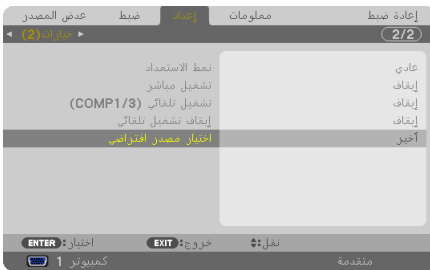 عرض المصدر ضبط إعداد معلومات إعادة ضبط
خيارات(2) 2/2
نمط الاستعداد عادي
تشغيل مباشر إيقاف
تشغيل تلقائي (COMP1/3) إيقاف
إيقاف تشغيل تلقائي إيقاف
اختيار مصدر افتراضي أخير
ENTER :اختيار EXIT :خروج نقل:
كمبيوتر 1 متقدمة